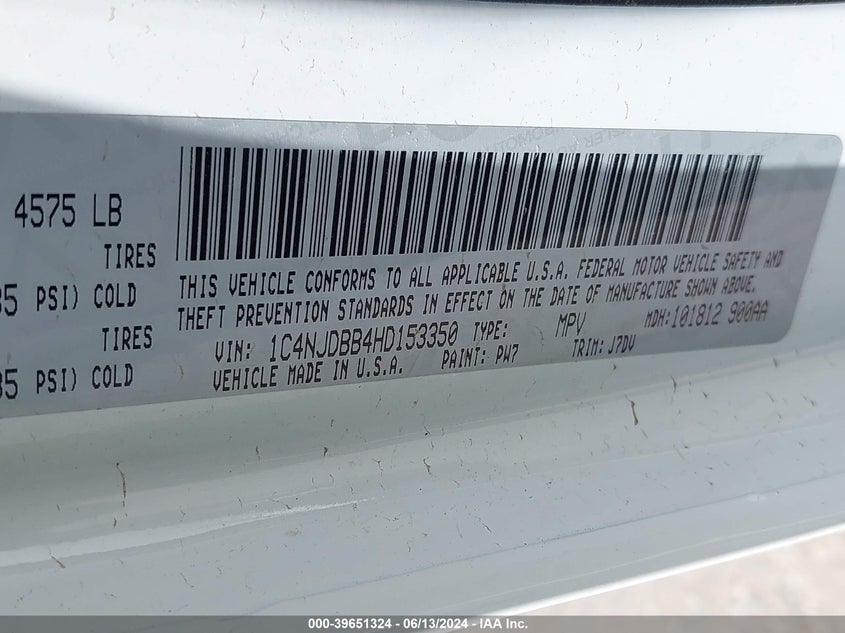 4575 LB
TIRES
35 PSI) COLD
TIRES
35 PSI) COLD
THIS VEHICLE CONFORMS TO ALL APPLICABLE U.S.A. FEDERAL MOTOR VEHICLE SAFETY AND
THEFT PREVENTION STANDARDS IN EFFECT ON THE DATE OF MANUFACTURE SHOWN ABOVE.
VIN: 1C4NJDBB4HD153350 TYPE: MPV MDH:101812 900AA
VEHICLE MADE IN U.S.A. PAINT: PW7 TRIM: J7DV
000-39651324 - 06/13/2024 - IAA Inc.